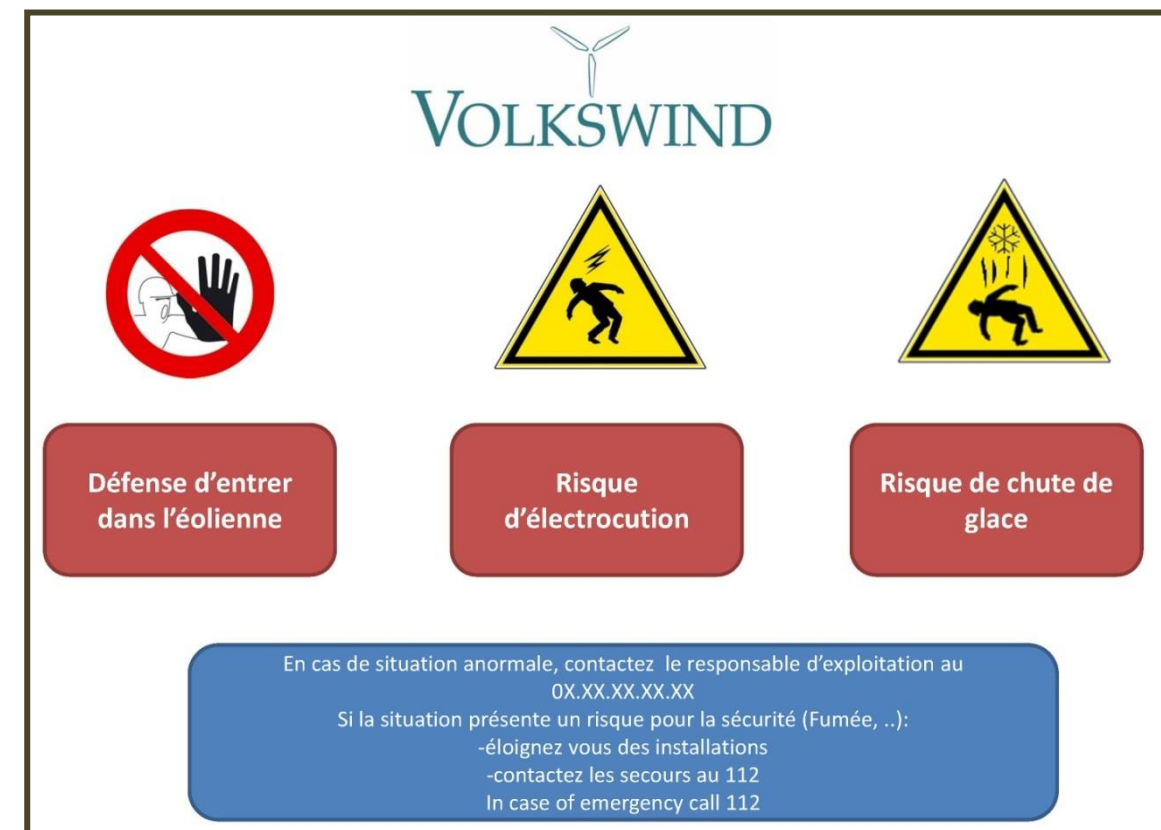 VOLKSWIND
Défense d'entrer
dans l'éolienne
Risque
d'électrocution
Risque de chute de
glace
En cas de situation anormale, contactez le responsable d'exploitation au
0X.XX.XX.XX.XX
Si la situation présente un risque pour la sécurité (Fumée, ..):
-éloignez vous des installations
-contactez les secours au 112
In case of emergency call 112